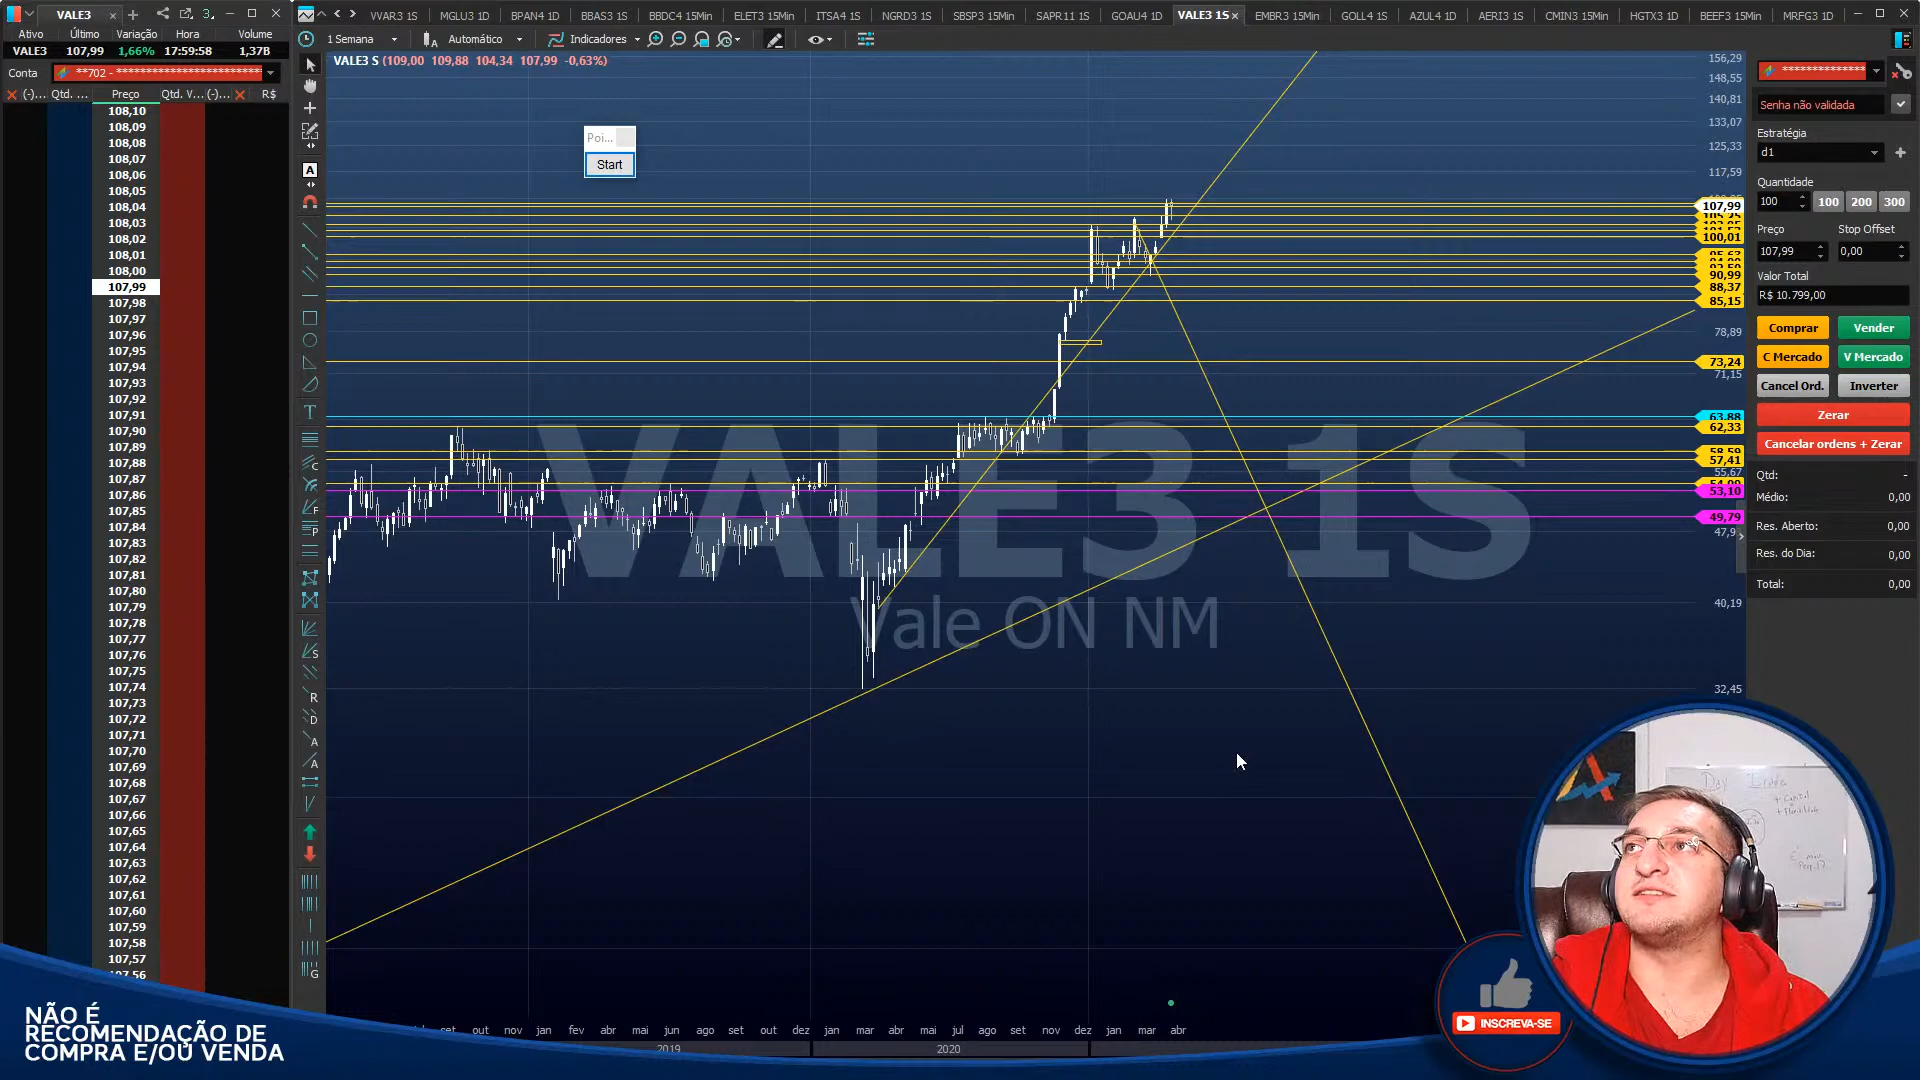 VALE3
Ativo Último Variação Hora Volume
VALE3 107,99 1,66% 17:59:58 1,37B
Conta **702 -
(-)... Qtd. ... Preço Qtd. V... (-)... R$
108,10
108,09
108,08
108,07
108,06
108,05
108,04
108,03
108,02
108,01
108,00
107,99
107,98
107,97
107,96
107,95
107,94
107,93
107,92
107,91
107,90
107,89
107,88
107,87
107,86
107,85
107,84
107,83
107,82
107,81
107,80
107,79
107,78
107,77
107,76
107,75
107,74
107,73
107,72
107,71
107,70
107,69
107,68
107,67
107,66
107,65
107,64
107,63
107,62
107,61
107,60
107,59
107,58
107,57
107,56
VVAR3 1S MGLU3 1D BPAN4 1D BBAS3 1S BBDC4 15Min ELET3 15Min ITSA4 1S NGRD3 1S SBSP3 15Min SAPR11 1S GOAU4 1D VALE3 1S EMBR3 15Min GOLL4 1S AZUL4 1D AERI3 1S CMIN3 15Min HGTX3 1D BEEF3 15Min MRFG3 1D
1 Semana Automático Indicadores
VALE3 S (109,00 109,88 104,34 107,99 -0,63%)
Poi...
Start
VALE3 1S
Vale ON NM
156,29
148,55
140,81
133,07
125,33
117,59
107,99
100,01
90,99
88,37
85,15
78,89
73,24
71,15
63,88
62,33
57,41
55,67
53,10
49,79
40,19
32,45
set out nov jan fev abr mai jun ago set out dez jan mar abr mai jul ago set nov dez jan mar abr
2019 2020
Senha não validada
Estratégia
d1
Quantidade
100 100 200 300
Preço Stop Offset
107,99 0,00
Valor Total
R$ 10.799,00
Comprar Vender
C Mercado V Mercado
Cancel Ord. Inverter
Zerar
Cancelar ordens + Zerar
Qtd: -
Médio: 0,00
Res. Aberto: 0,00
Res. do Dia: 0,00
Total: 0,00
Day Trade
INSCREVA-SE
NÃO É
RECOMENDAÇÃO DE
COMPRA E/OU VENDA